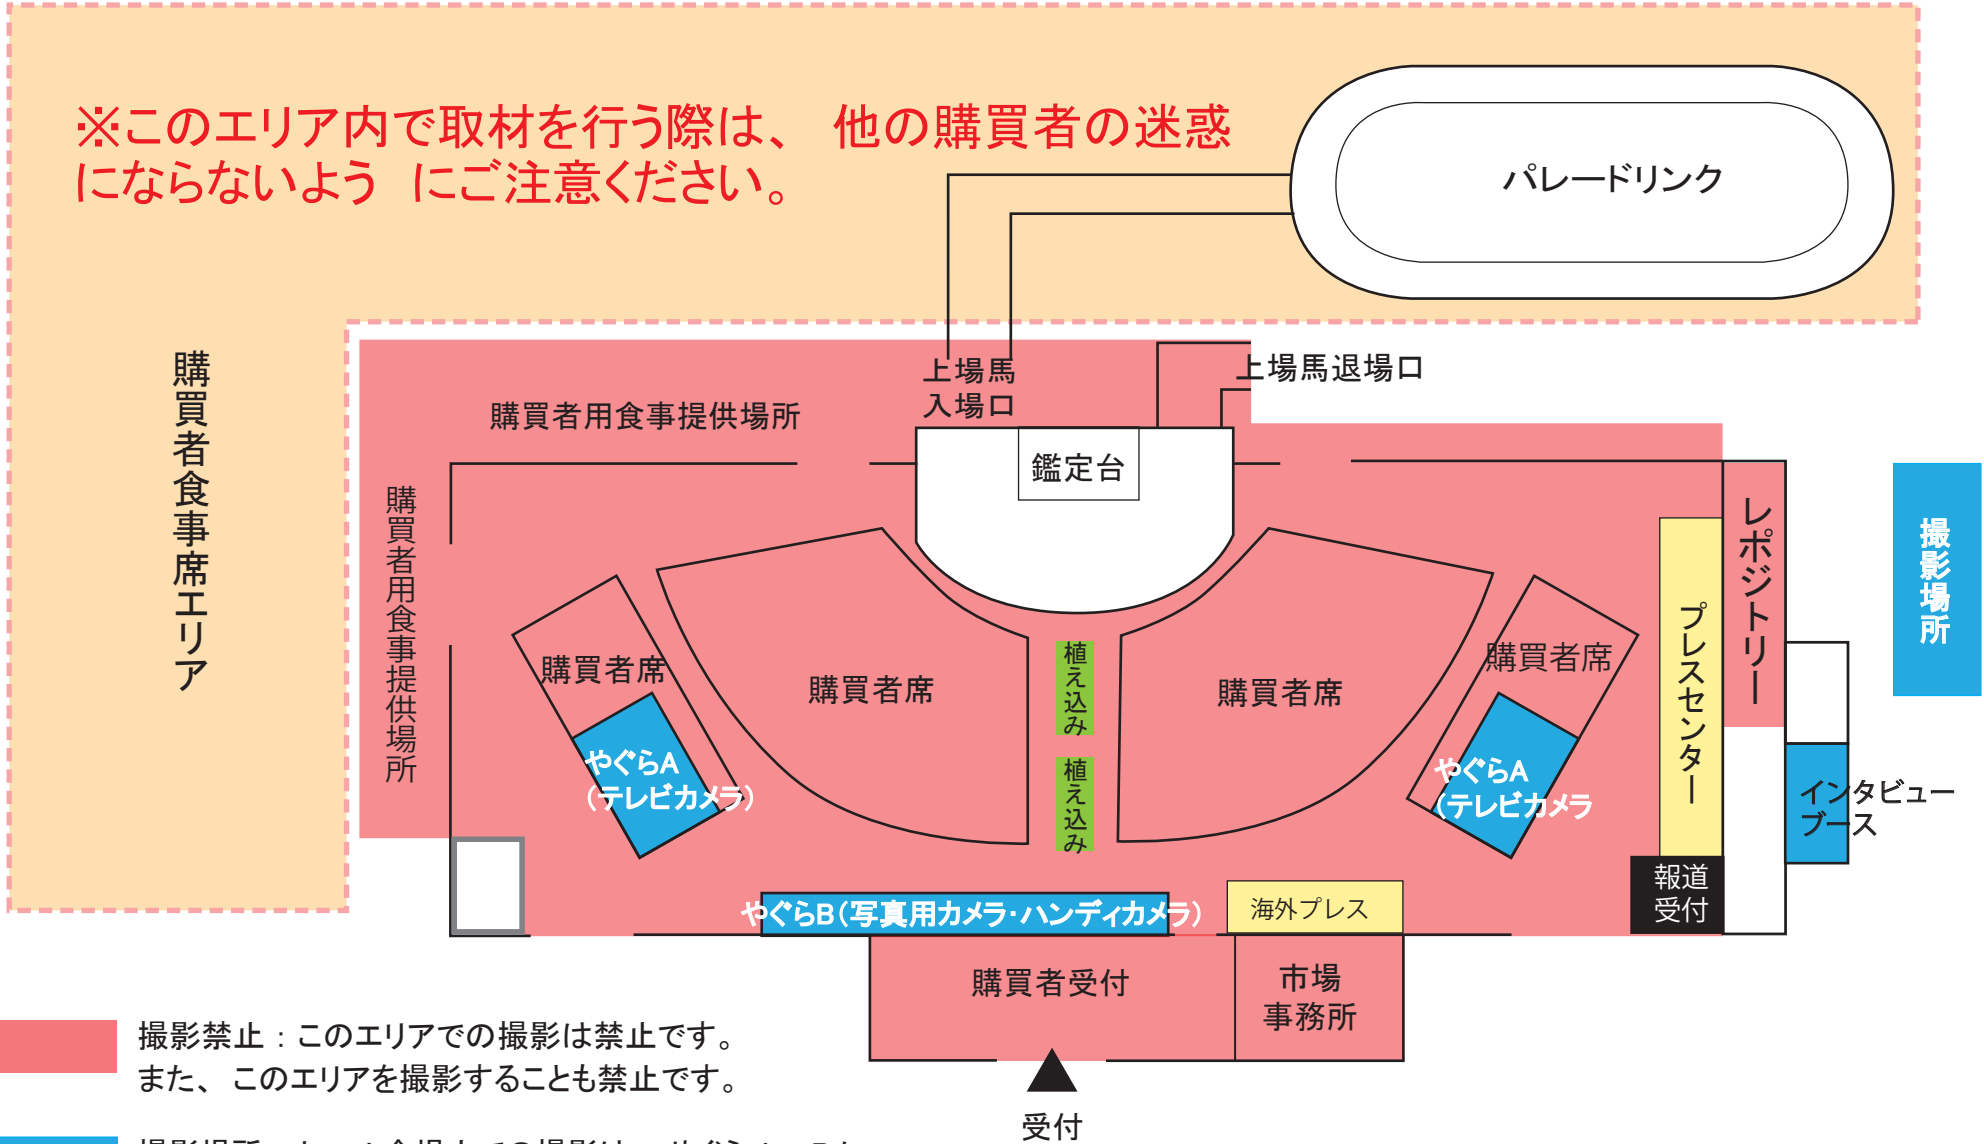 ※このエリア内で取材を行う際は、 他の購買者の迷惑
にならないよう にご注意ください。
パレードリンク
購買者食事席エリア
上場馬
入場口
上場馬退場口
購買者用食事提供場所
鑑定台
購買者用食事提供場所
レポジトリー
撮影場所
プレスセンター
購買者席
購買者席
植え込み
購買者席
購買者席
やぐらA
(テレビカメラ)
植え込み
やぐらA
(テレビカメラ
インタビュー
ブース
報道
受付
やぐらB(写真用カメラ・ハンディカメラ)
海外プレス
購買者受付
市場
事務所
撮影禁止：このエリアでの撮影は禁止です。
また、 このエリアを撮影することも禁止です。
受付